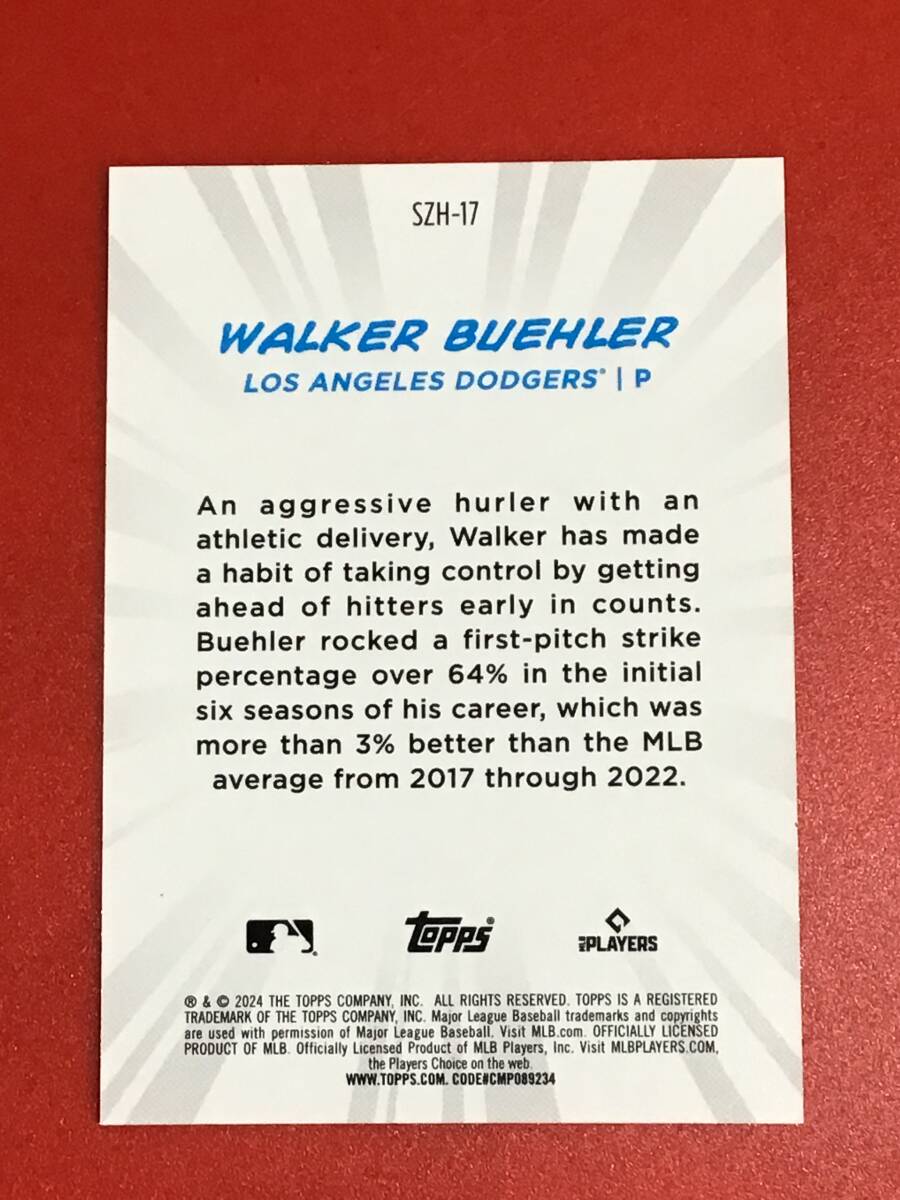 SZH-17
WALKER BUEHLER
LOS ANGELES DODGERS® | P
An aggressive hurler with an
athletic delivery, Walker has made
a habit of taking control by getting
ahead of hitters early in counts.
Buehler rocked a first-pitch strike
percentage over 64% in the initial
six seasons of his career, which was
more than 3% better than the MLB
average from 2017 through 2022.
Topps®
MLB PLAYERS
® & © 2024 THE TOPPS COMPANY, INC. ALL RIGHTS RESERVED. TOPPS IS A REGISTERED
TRADEMARK OF THE TOPPS COMPANY, INC. Major League Baseball trademarks and copyrights
are used with permission of Major League Baseball. Visit MLB.com. OFFICIALLY LICENSED
PRODUCT OF MLB. Officially Licensed Product of MLB Players, Inc. Visit MLBPLAYERS.COM,
the Players Choice on the web.
WWW.TOPPS.COM. CODE#CMP089234